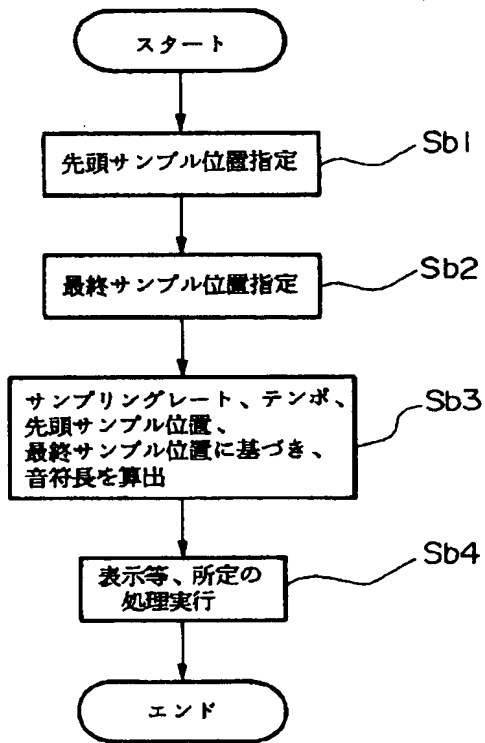 スタート
先頭サンプル位置指定
Sb1
最終サンプル位置指定
Sb2
サンプリングレート、テンポ、
先頭サンプル位置、
最終サンプル位置に基づき、
音符長を算出
Sb3
表示等、所定の
処理実行
Sb4
エンド